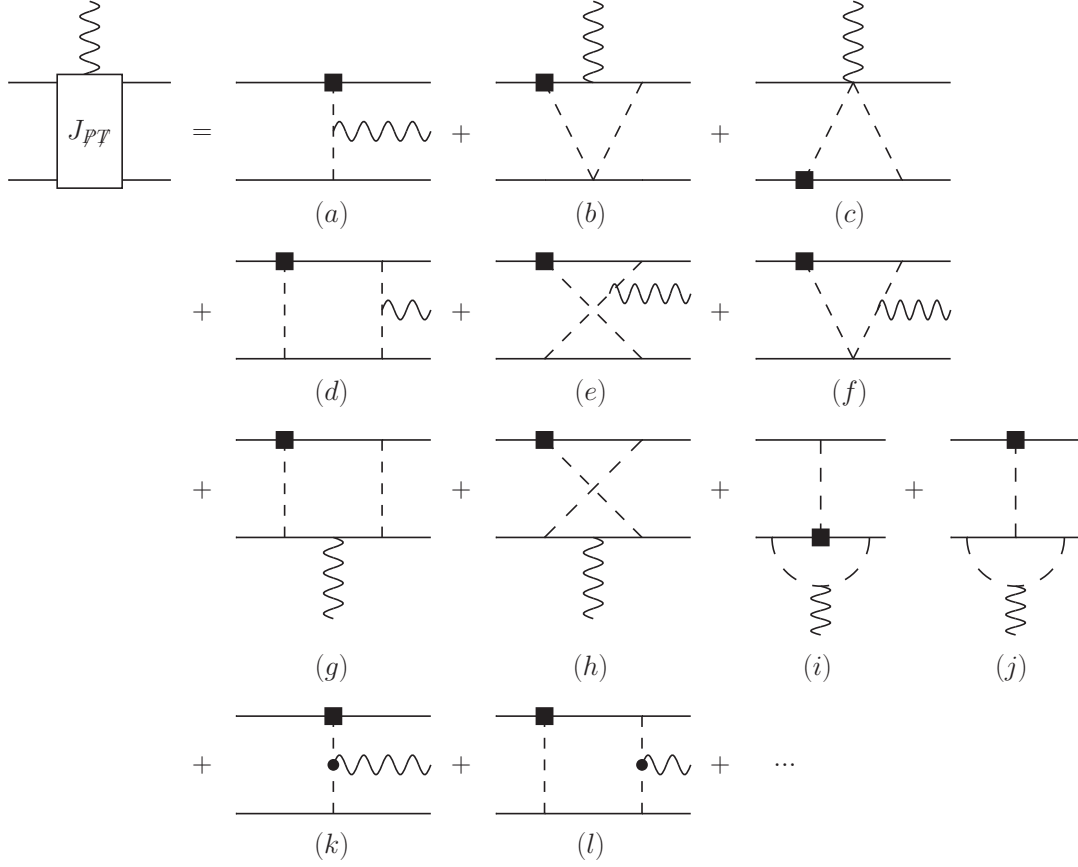 J_{P̸T̸} = + +
(a) (b) (c)
+ + +
(d) (e) (f)
+ + + +
(g) (h) (i) (j)
+ + + ...
(k) (l)